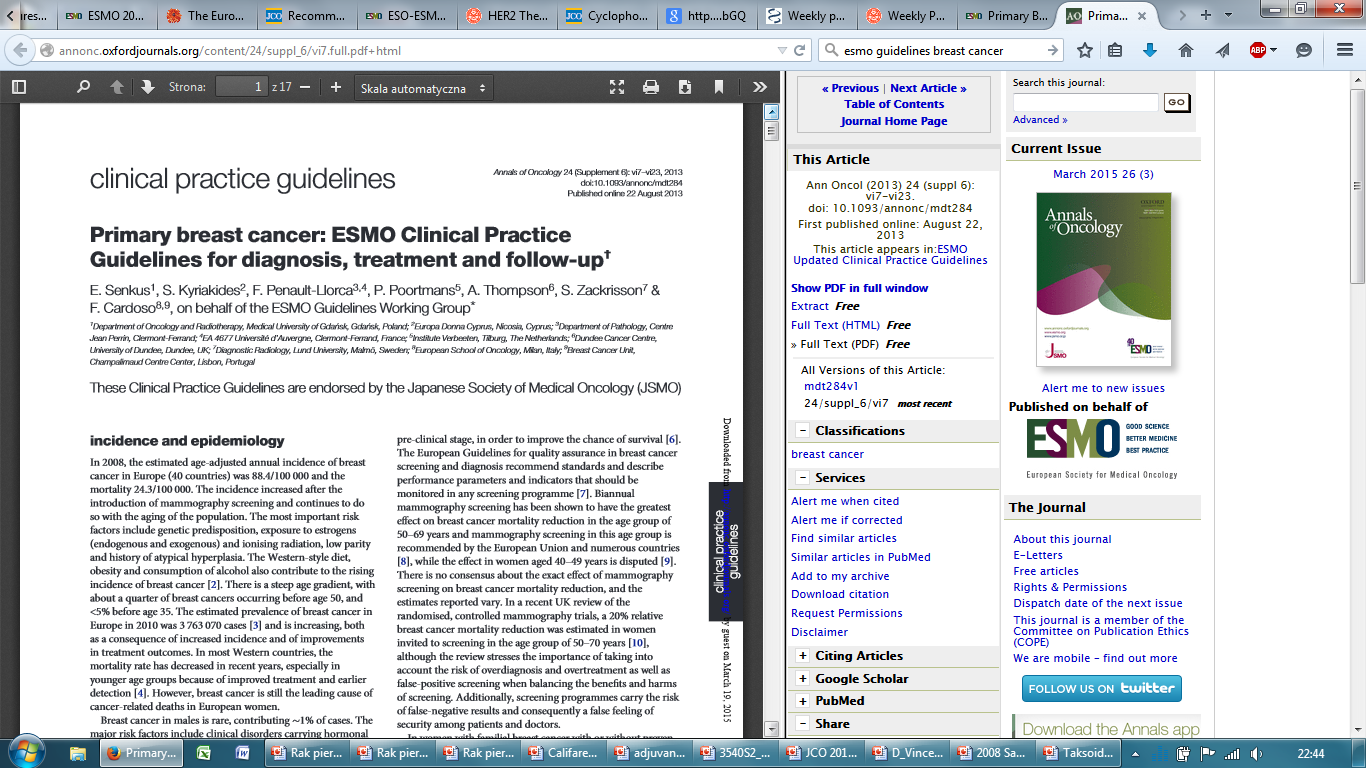 hres...
ESMO 20...
The Euro...
JCO Recomm...
ESO-ESM...
HER2 The...
JCO Cyclopho...
http...bGQ
Weekly p...
Weekly P...
Primary B...
AO Prima...
annonc.oxfordjournals.org/content/24/suppl_6/vi7.full.pdf+html
esmo guidelines breast cancer
ABP
Strona: 1 z 17
Skala automatyczna
clinical practice guidelines
Annals of Oncology 24 (Supplement 6): vi7–vi23, 2013
doi:10.1093/annonc/mdt284
Published online 22 August 2013
Primary breast cancer: ESMO Clinical Practice
Guidelines for diagnosis, treatment and follow-up†
E. Senkus1, S. Kyriakides2, F. Penault-Llorca3,4, P. Poortmans5, A. Thompson6, S. Zackrisson7 &
F. Cardoso8,9, on behalf of the ESMO Guidelines Working Group*
1Department of Oncology and Radiotherapy, Medical University of Gdańsk, Gdańsk, Poland; 2Europa Donna Cyprus, Nicosia, Cyprus; 3Department of Pathology, Centre
Jean Perrin, Clermont-Ferrand; 4EA 4677 Université d'Auvergne, Clermont-Ferrand, France; 5Institute Verbeeten, Tilburg, The Netherlands; 6Dundee Cancer Centre,
University of Dundee, Dundee, UK; 7Diagnostic Radiology, Lund University, Malmö, Sweden; 8European School of Oncology, Milan, Italy; 9Breast Cancer Unit,
Champalimaud Cancer Center, Lisbon, Portugal
These Clinical Practice Guidelines are endorsed by the Japanese Society of Medical Oncology (JSMO)
incidence and epidemiology
In 2008, the estimated age-adjusted annual incidence of breast
cancer in Europe (40 countries) was 88.4/100 000 and the
mortality 24.3/100 000. The incidence increased after the
introduction of mammography screening and continues to do
so with the aging of the population. The most important risk
factors include genetic predisposition, exposure to estrogens
(endogenous and exogenous) and ionising radiation, low parity
and history of atypical hyperplasia. The Western-style diet,
obesity and consumption of alcohol also contribute to the rising
incidence of breast cancer [2]. There is a steep age gradient, with
about a quarter of breast cancers occurring before age 50, and
<5% before age 35. The estimated prevalence of breast cancer in
Europe in 2010 was 3 763 070 cases [3] and is increasing, both
as a consequence of increased incidence and of improvements
in treatment outcomes. In most Western countries, the
mortality rate has decreased in recent years, especially in
younger age groups because of improved treatment and earlier
detection [4]. However, breast cancer is still the leading cause of
cancer-related deaths in European women.
Breast cancer in males is rare, contributing ~1% of cases. The
major risk factors include clinical disorders carrying hormonal
pre-clinical stage, in order to improve the chance of survival [6].
The European Guidelines for quality assurance in breast cancer
screening and diagnosis recommend standards and describe
performance parameters and indicators that should be
monitored in any screening programme [7]. Biannual
mammography screening has been shown to have the greatest
effect on breast cancer mortality reduction in the age group of
50–69 years and mammography screening in this age group is
recommended by the European Union and numerous countries
[8], while the effect in women aged 40–49 years is disputed [9].
There is no consensus about the exact effect of mammography
screening on breast cancer mortality reduction, and the
estimates reported vary. In a recent UK review of the
randomised, controlled mammography trials, a 20% relative
breast cancer mortality reduction was estimated in women
invited to screening in the age group of 50–70 years [10],
although the review stresses the importance of taking into
account the risk of overdiagnosis and overtreatment as well as
false-positive screening when balancing the benefits and harms
of screening. Additionally, screening programmes carry the risk
of false-negative results and consequently a false feeling of
security among patients and doctors.
In women with familial breast cancer with or without proven
clinical practice
guidelines
Downloaded from by guest on March 19, 2015
« Previous | Next Article »
Table of Contents
Journal Home Page
This Article
Ann Oncol (2013) 24 (suppl 6):
vi7-vi23.
doi: 10.1093/annonc/mdt284
First published online: August 22,
2013
This article appears in:ESMO
Updated Clinical Practice Guidelines
Show PDF in full window
Extract Free
Full Text (HTML) Free
» Full Text (PDF) Free
All Versions of this Article:
mdt284v1
24/suppl_6/vi7 most recent
− Classifications
breast cancer
− Services
Alert me when cited
Alert me if corrected
Find similar articles
Similar articles in PubMed
Add to my archive
Download citation
Request Permissions
Disclaimer
+ Citing Articles
+ Google Scholar
+ PubMed
− Share
Search this journal:
GO
Advanced »
Current Issue
March 2015 26 (3)
OXFORD
Annals
of Oncology
JSMO
40 ESMO
Alert me to new issues
Published on behalf of
ESMO
GOOD SCIENCE
BETTER MEDICINE
BEST PRACTICE
European Society for Medical Oncology
The Journal
About this journal
E-Letters
Free articles
Rights & Permissions
Dispatch date of the next issue
This journal is a member of the
Committee on Publication Ethics
(COPE)
We are mobile – find out more
FOLLOW US ON twitter
Download the Annals app
Primary...
Rak pier...
Rak pier...
Rak pier...
Califare...
adjuvan...
3540S2_...
JCO 201...
D_Vince...
2008 Sa...
Taksoid...
22:44